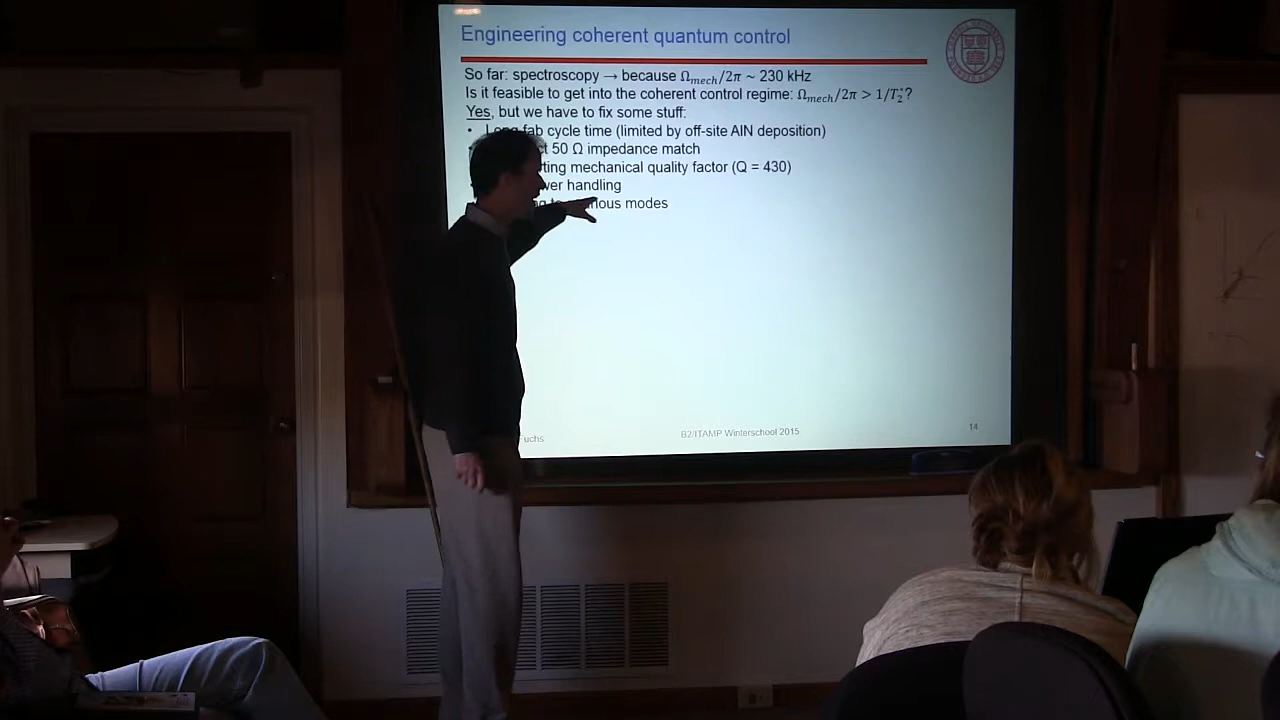 Engineering coherent quantum control
So far: spectroscopy → because Ω_mech/2π ~ 230 kHz
Is it feasible to get into the coherent control regime: Ω_mech/2π > 1/T₂*?
Yes, but we have to fix some stuff:
• fab cycle time (limited by off-site AlN deposition)
50 Ω impedance match
mechanical quality factor (Q = 430)
handling
modes
uchs
B2/ITAMP Winterschool 2015
14